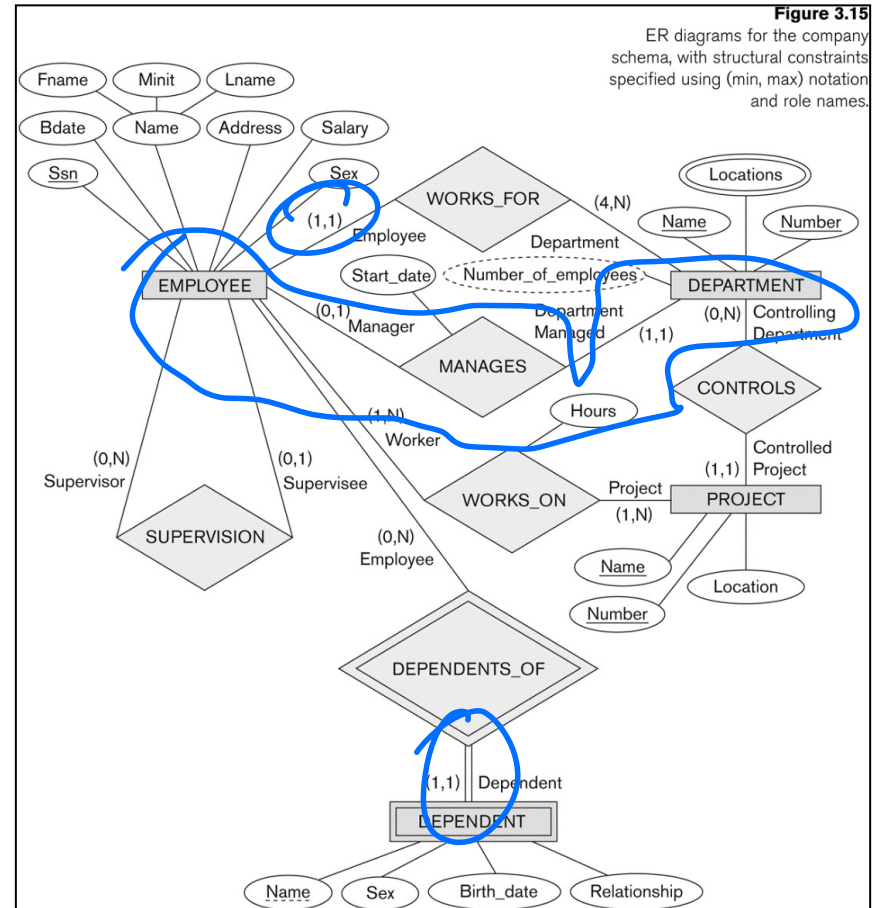 Figure 3.15
ER diagrams for the company
schema, with structural constraints
specified using (min, max) notation
and role names.
Fname Minit Lname
Bdate Name Address Salary
Ssn Sex
Locations
WORKS_FOR
(4,N)
(1,1)
Employee
Name Number
Department
Start_date Number_of_employees
EMPLOYEE DEPARTMENT
(0,1)
Manager
Department
Managed
(1,1)
(0,N) Controlling
Department
MANAGES
CONTROLS
Hours
(1,N)
Worker
(0,N)
Supervisor
(0,1)
Supervisee
Controlled
(1,1) Project
WORKS_ON
Project
(1,N)
PROJECT
SUPERVISION
(0,N)
Employee
Name
Location
Number
DEPENDENTS_OF
(1,1) Dependent
DEPENDENT
Name Sex Birth_date Relationship